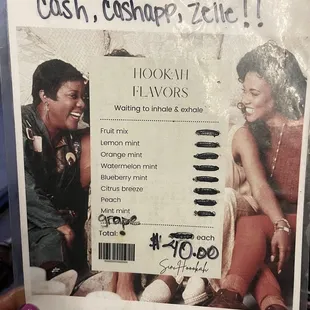 Cash, Cashapp, Zelle!!
HOOKAH
FLAVORS
Waiting to inhale & exhale
Fruit mix
Lemon mint
Orange mint
Watermelon mint
Blueberry mint
Citrus breeze
Peach
Mint mint
grape
Total: each
$40.00